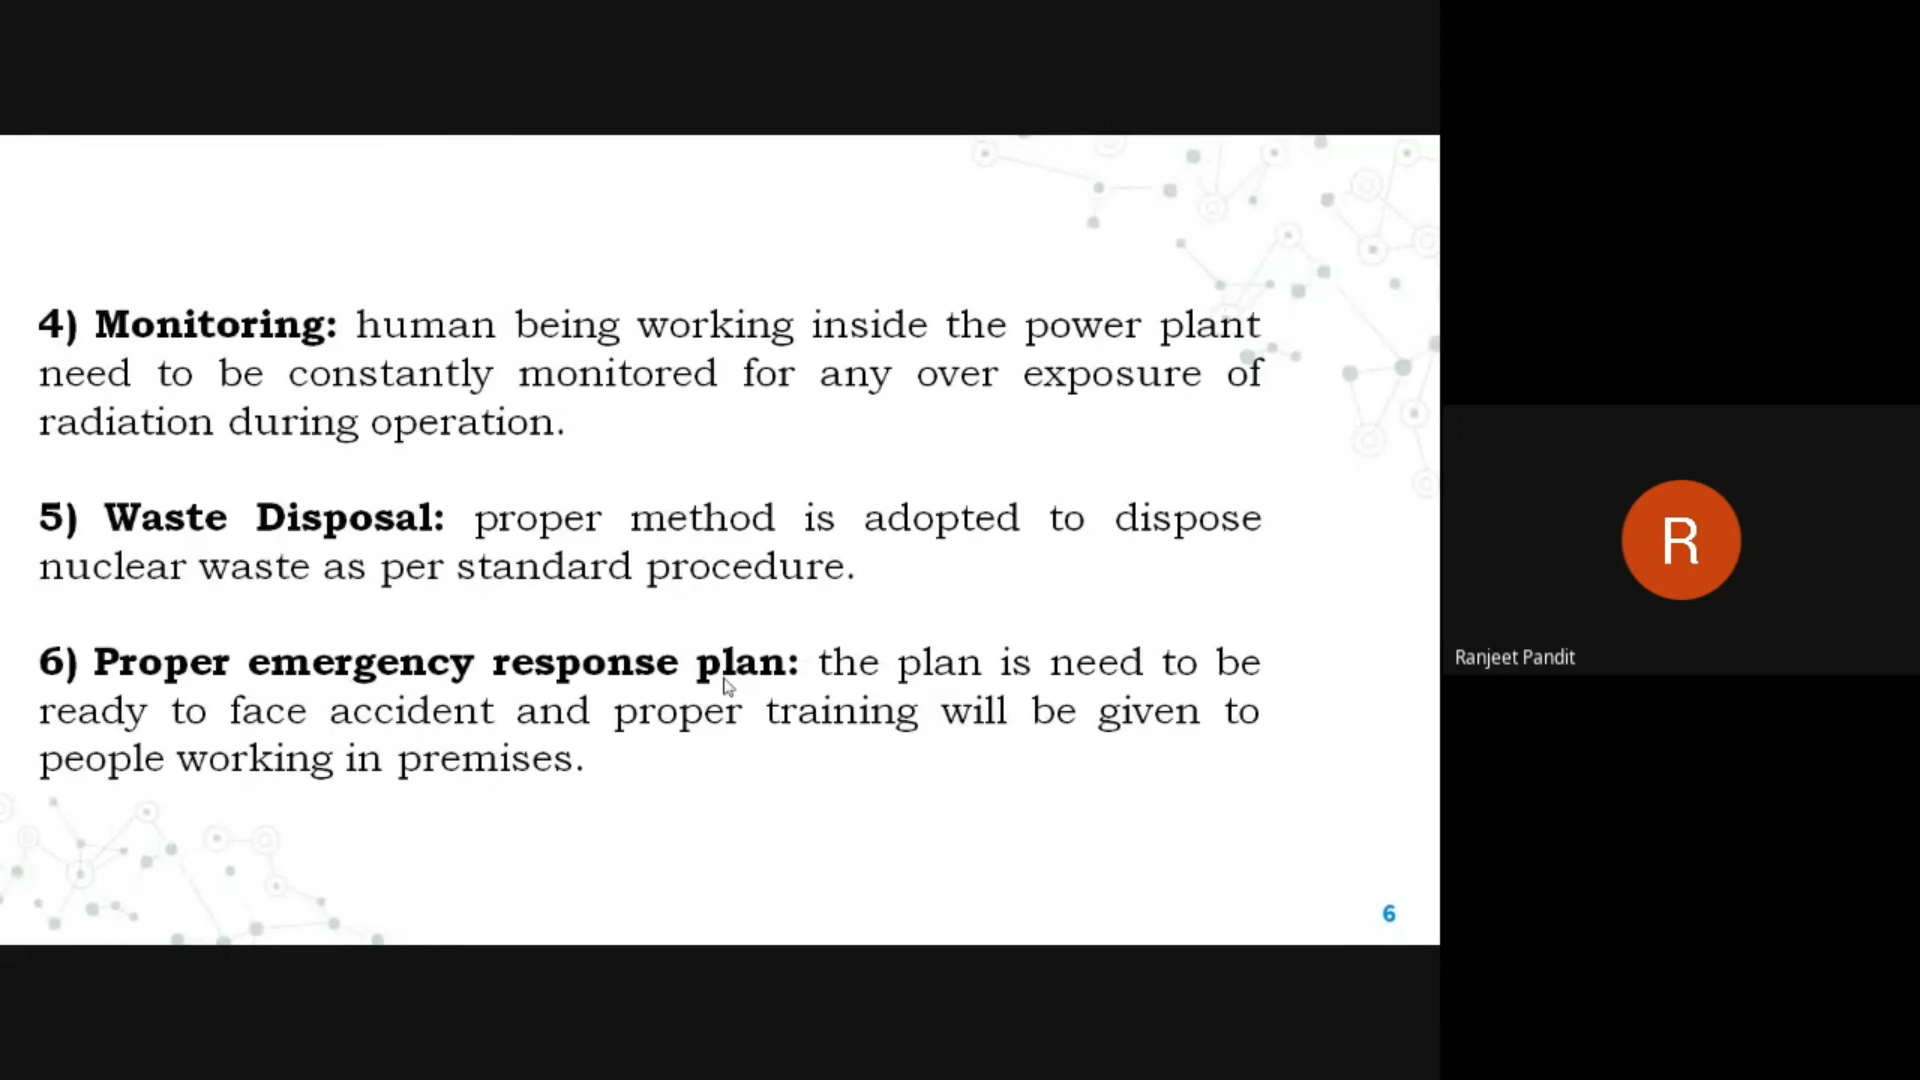 4) Monitoring: human being working inside the power plant
need to be constantly monitored for any over exposure of
radiation during operation.
5) Waste Disposal: proper method is adopted to dispose
nuclear waste as per standard procedure.
6) Proper emergency response plan: the plan is need to be
ready to face accident and proper training will be given to
people working in premises.
6
R
Ranjeet Pandit